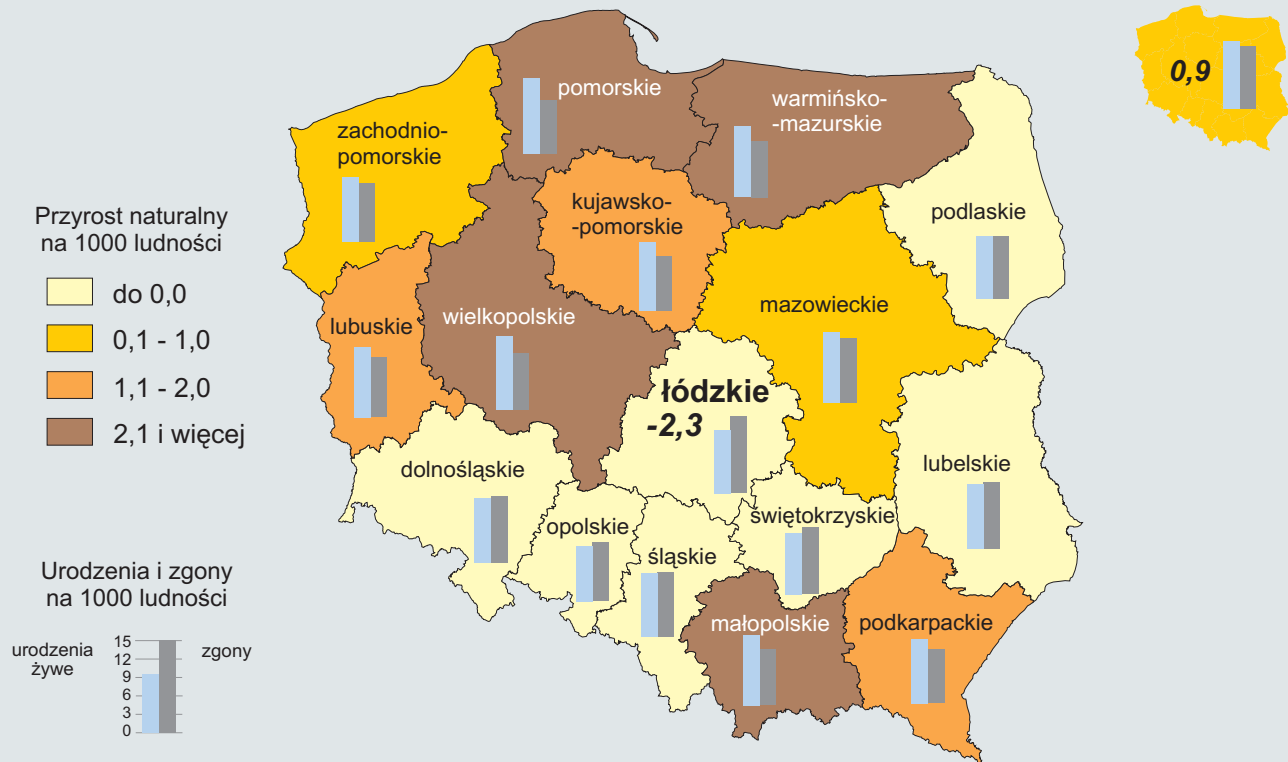 0,9
pomorskie
warmińsko-
-mazurskie
zachodnio-
pomorskie
kujawsko-
-pomorskie
podlaskie
Przyrost naturalny
na 1000 ludności
do 0,0
0,1 - 1,0
1,1 - 2,0
2,1 i więcej
lubuskie
wielkopolskie
mazowieckie
łódzkie
-2,3
dolnośląskie
lubelskie
opolskie
śląskie
świętokrzyskie
małopolskie
podkarpackie
Urodzenia i zgony
na 1000 ludności
urodzenia
żywe
15
12
9
6
3
0
zgony